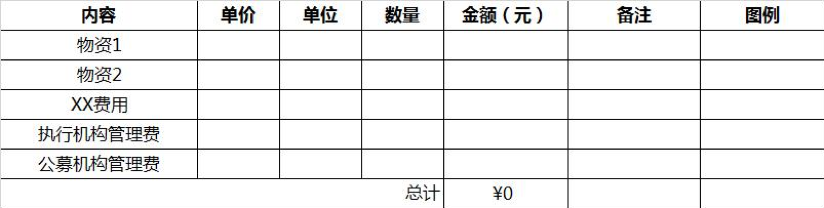 内容 单价 单位 数量 金额（元） 备注 图例
物资1
物资2
XX费用
执行机构管理费
公募机构管理费
总计 ¥0